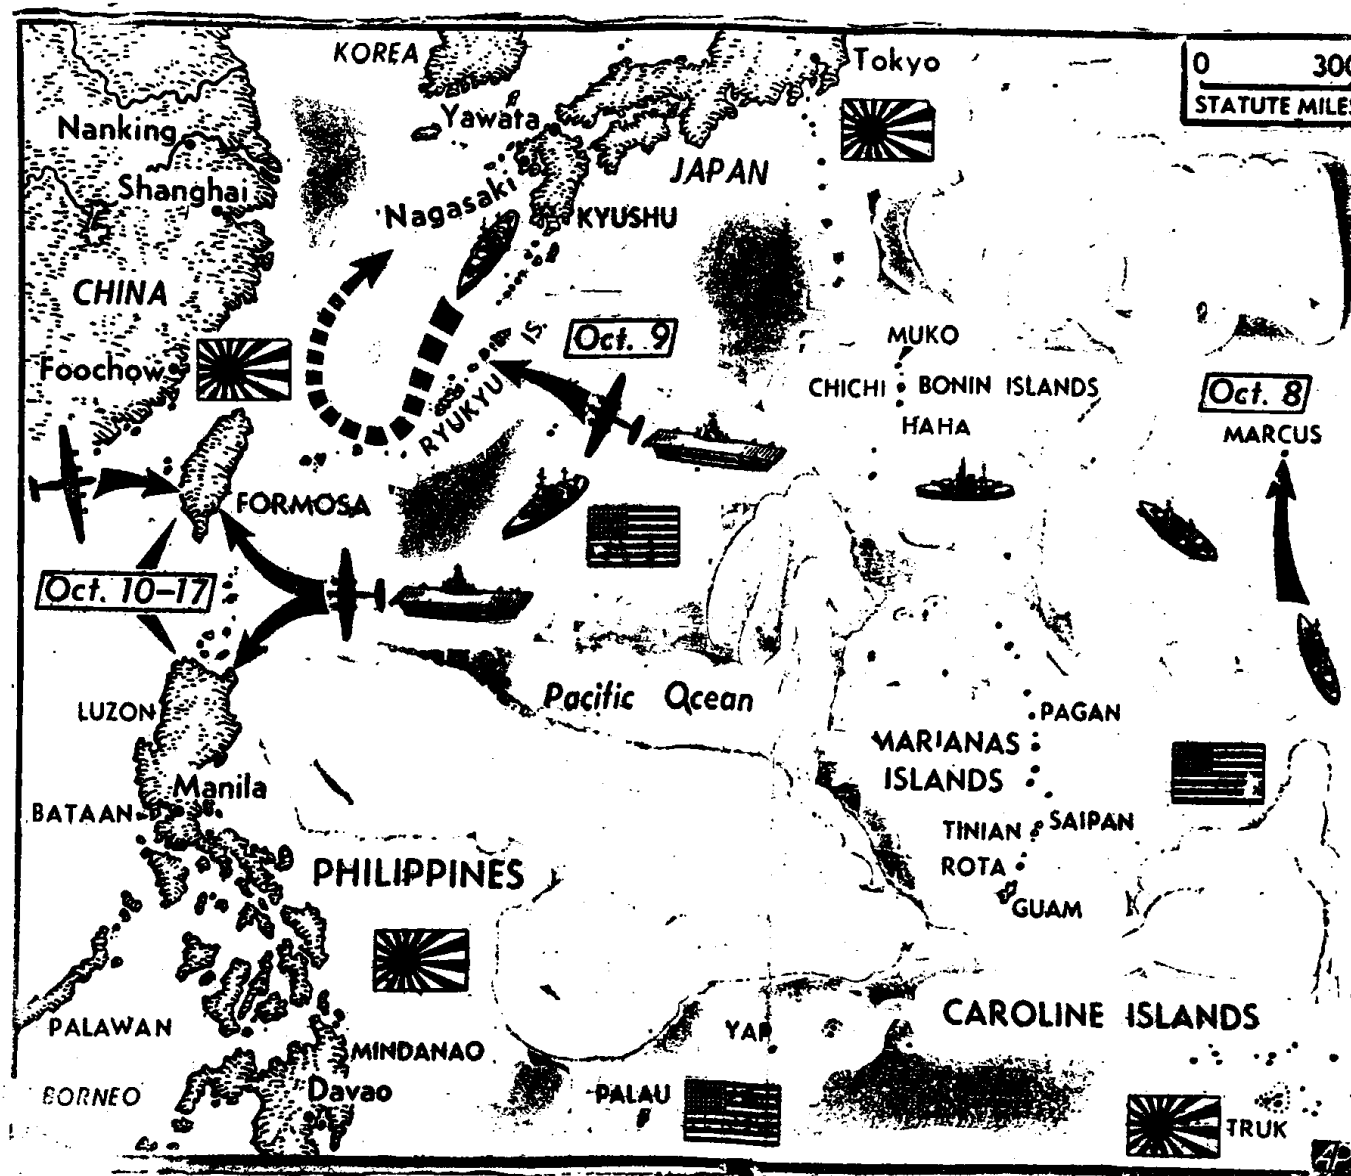 KOREA
Tokyo
0 300
STATUTE MILES
Yawata
Nanking
JAPAN
Shanghai
Nagasaki
KYUSHU
CHINA
Oct. 9
RYUKYU IS.
MUKO
Foochow
CHICHI
BONIN ISLANDS
Oct. 8
HAHA
MARCUS
FORMOSA
Oct. 10-17
Pacific Ocean
LUZON
PAGAN
MARIANAS
ISLANDS
Manila
BATAAN
TINIAN
SAIPAN
ROTA
PHILIPPINES
GUAM
CAROLINE ISLANDS
PALAWAN
YAP
MINDANAO
BORNEO
Davao
PALAU
TRUK
AP